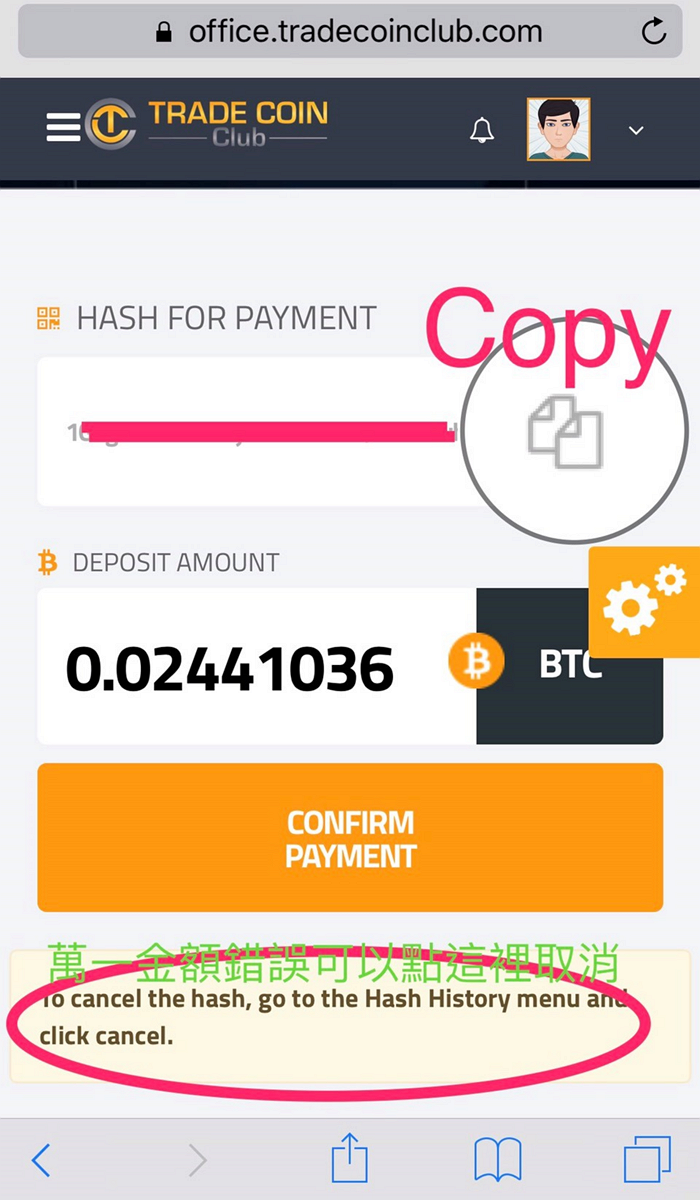 office.tradecoinclub.com
TRADE COIN
Club
HASH FOR PAYMENT
Copy
DEPOSIT AMOUNT
0.02441036
BTC
CONFIRM
PAYMENT
萬一金額錯誤可以點這裡取消
To cancel the hash, go to the Hash History menu and
click cancel.